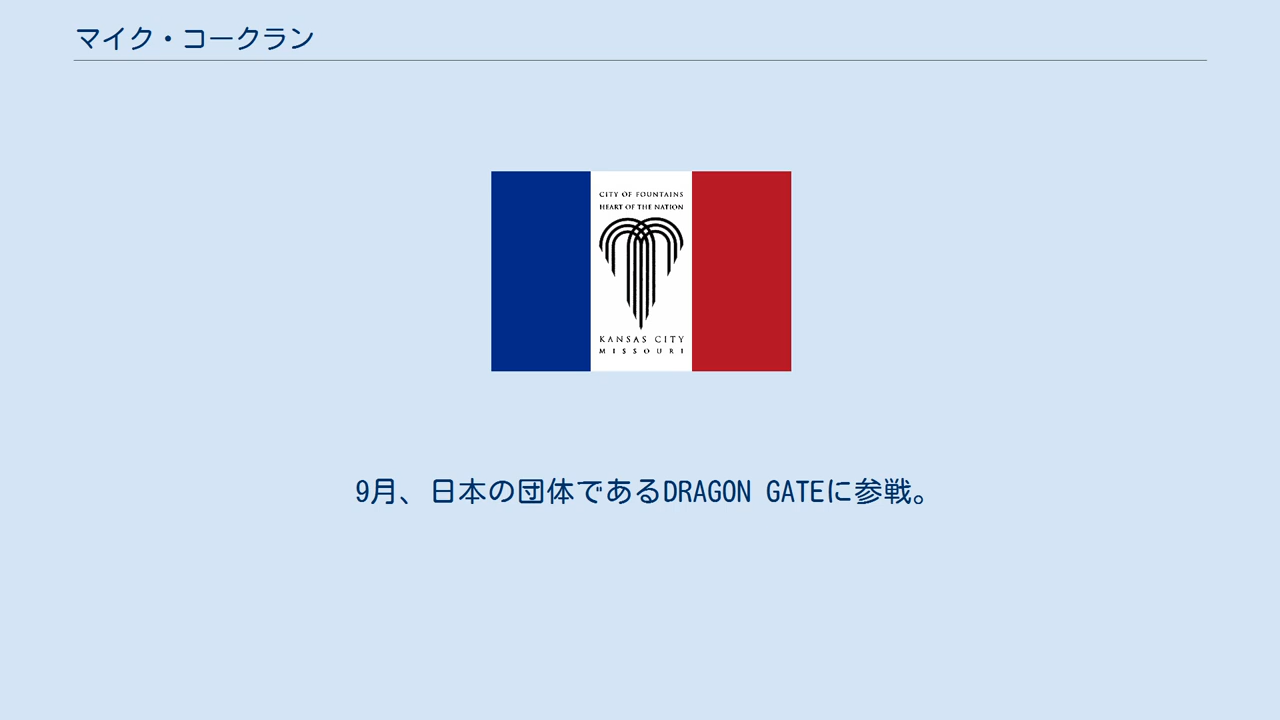 マイク・コークラン
CITY OF FOUNTAINS
HEART OF THE NATION
KANSAS CITY
MISSOURI
9月、日本の団体であるDRAGON GATEに参戦。